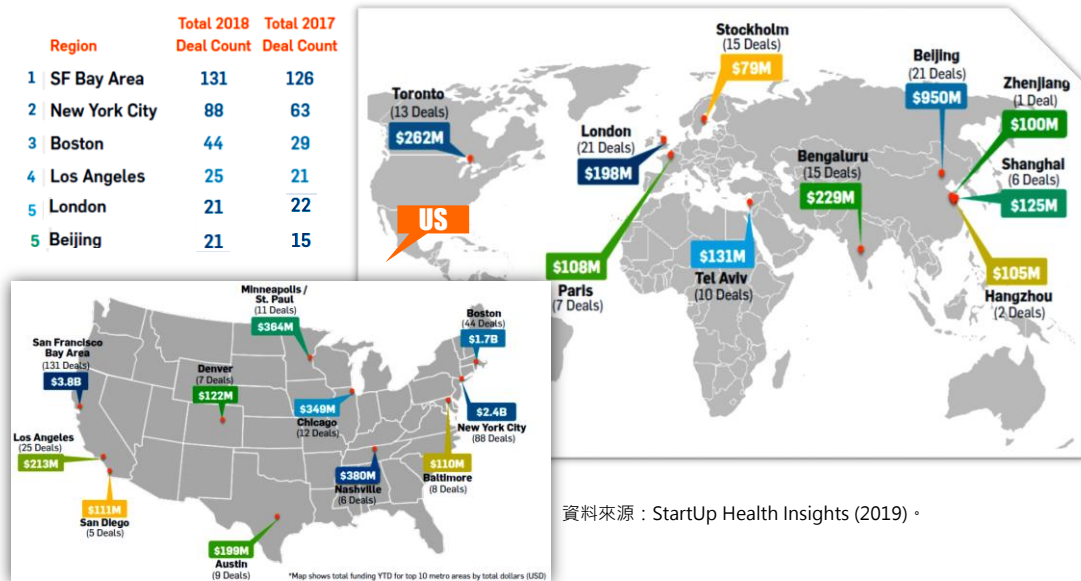 Total 2018 Total 2017
Region Deal Count Deal Count
1 SF Bay Area 131 126
2 New York City 88 63
3 Boston 44 29
4 Los Angeles 25 21
5 London 21 22
5 Beijing 21 15
Stockholm
(15 Deals)
$79M
Toronto
(13 Deals)
$262M
London
(21 Deals)
$198M
Beijing
(21 Deals)
$950M
Zhenjiang
(1 Deal)
$100M
Bengaluru
(15 Deals)
$229M
Shanghai
(6 Deals)
$125M
US
$108M
Paris
(7 Deals)
$131M
Tel Aviv
(10 Deals)
$105M
Hangzhou
(2 Deals)
Minneapolis /
St. Paul
(11 Deals)
$364M
Boston
(44 Deals)
$1.7B
San Francisco
Bay Area
(131 Deals)
$3.8B
Denver
(7 Deals)
$122M
$349M
Chicago
(12 Deals)
$2.4B
New York City
(88 Deals)
Los Angeles
(25 Deals)
$213M
$110M
Baltimore
(8 Deals)
$380M
Nashville
(6 Deals)
$111M
San Diego
(5 Deals)
$199M
Austin
(9 Deals)
*Map shows total funding YTD for top 10 metro areas by total dollars (USD)
資料來源：StartUp Health Insights (2019)。